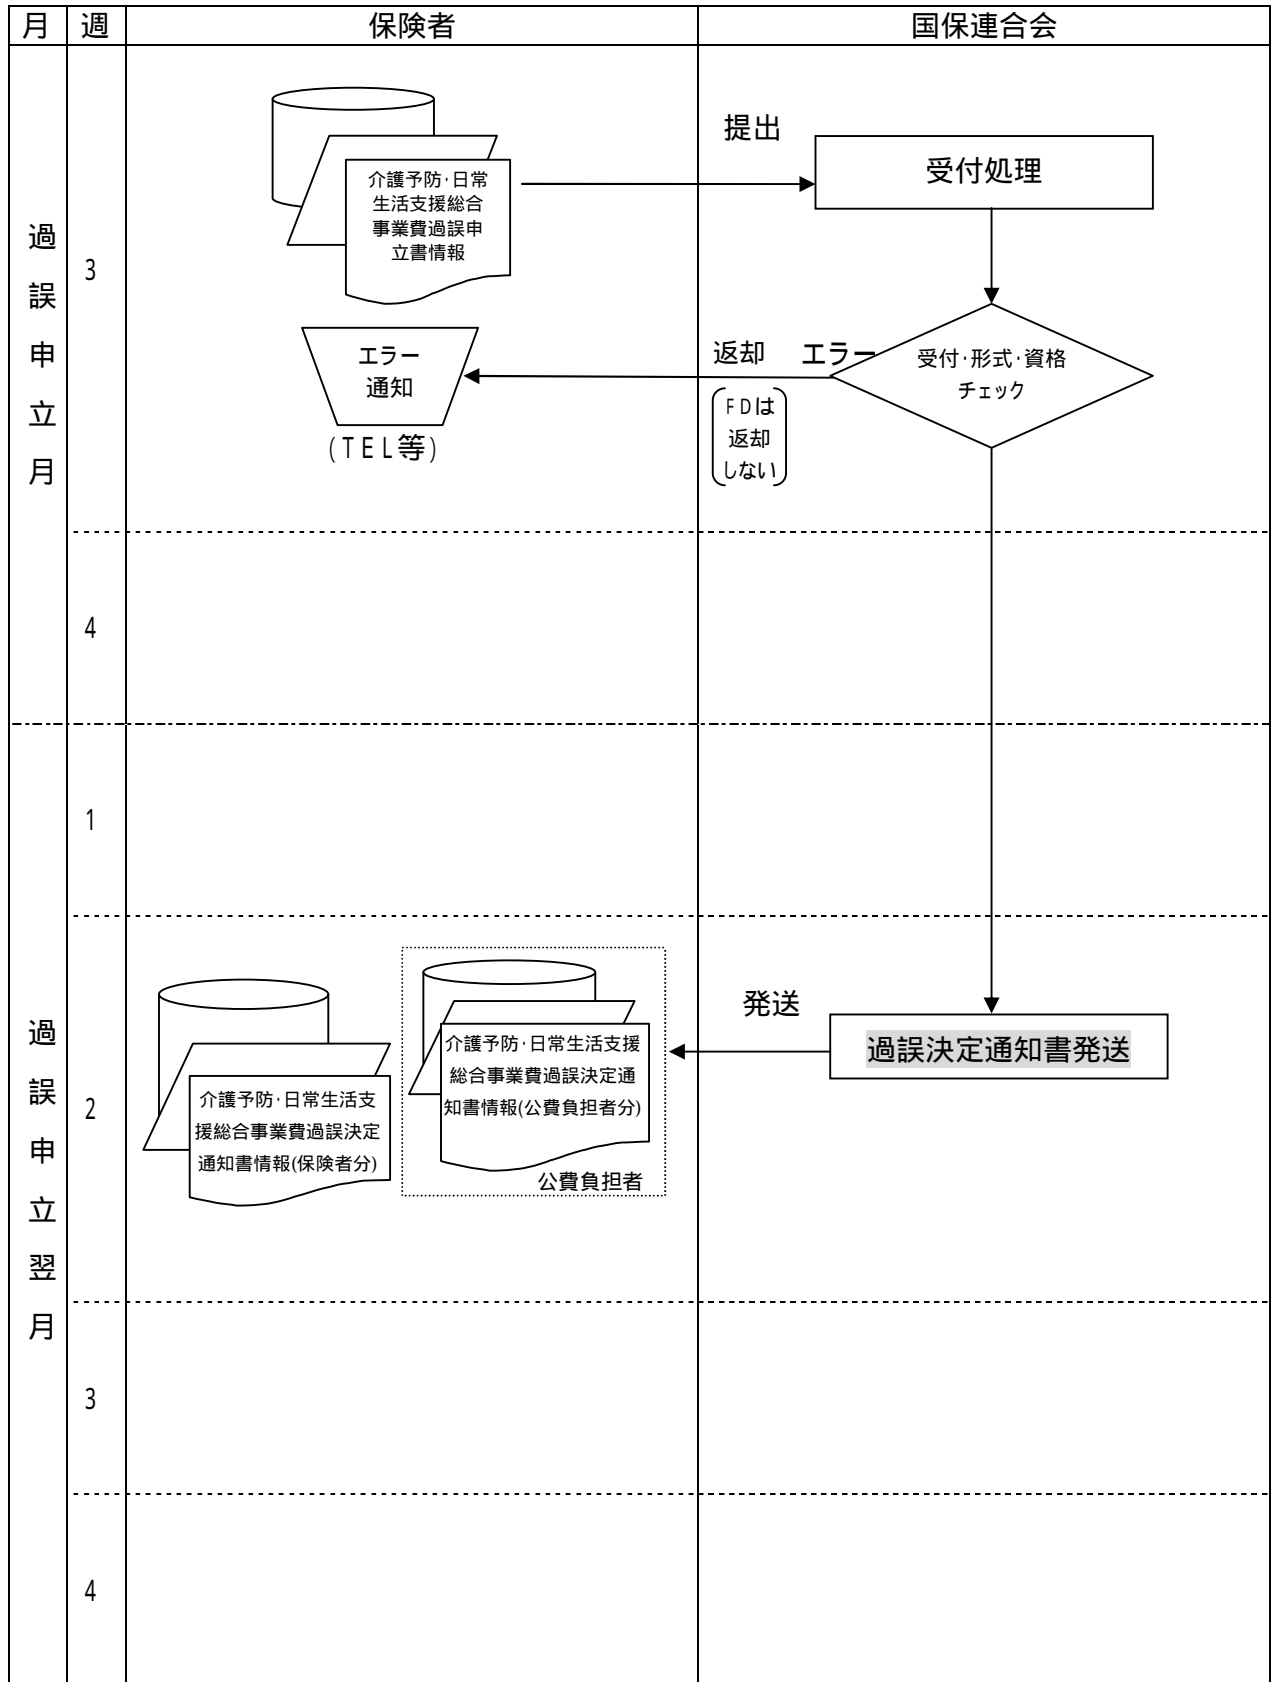 月 週 保険者 国保連合会
過誤申立月
3
介護予防・日常
生活支援総合
事業費過誤申
立書情報
提出
受付処理
エラー
通知
(TEL等)
返却 エラー
FDは
返却
しない
受付・形式・資格
チェック
4
過誤申立翌月
1
2
介護予防・日常生活支
援総合事業費過誤決定
通知書情報(保険者分)
介護予防・日常生活支援
総合事業費過誤決定通
知書情報(公費負担者分)
公費負担者
発送
過誤決定通知書発送
3
4